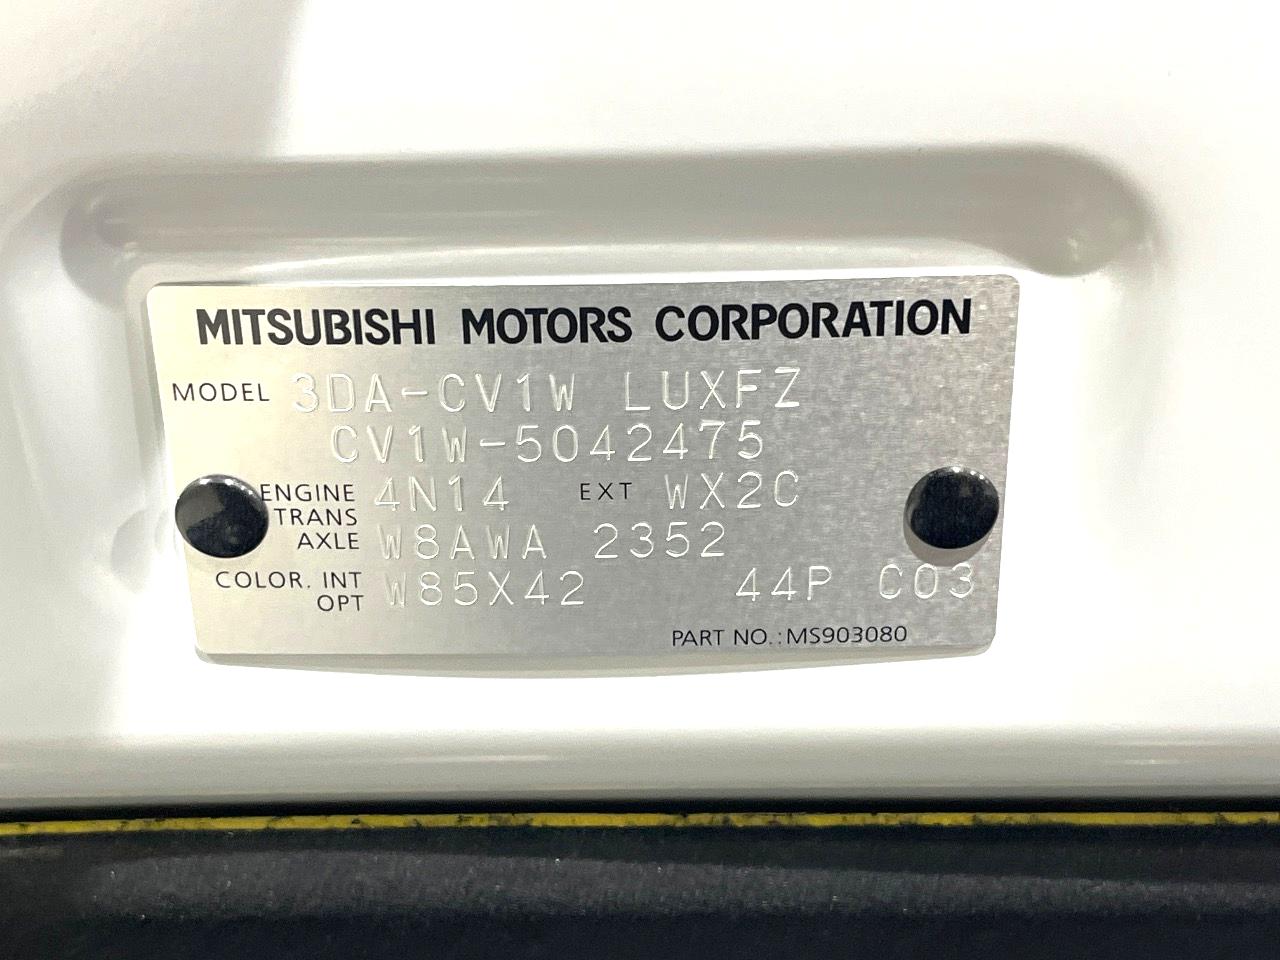 MITSUBISHI MOTORS CORPORATION
MODEL 3DA-CV1W LUXFZ
CV1W-5042475
ENGINE 4N14 EXT WX2C
TRANS
AXLE W8AWA 2352
COLOR. INT
OPT W85X42 44P C03
PART NO.:MS903080